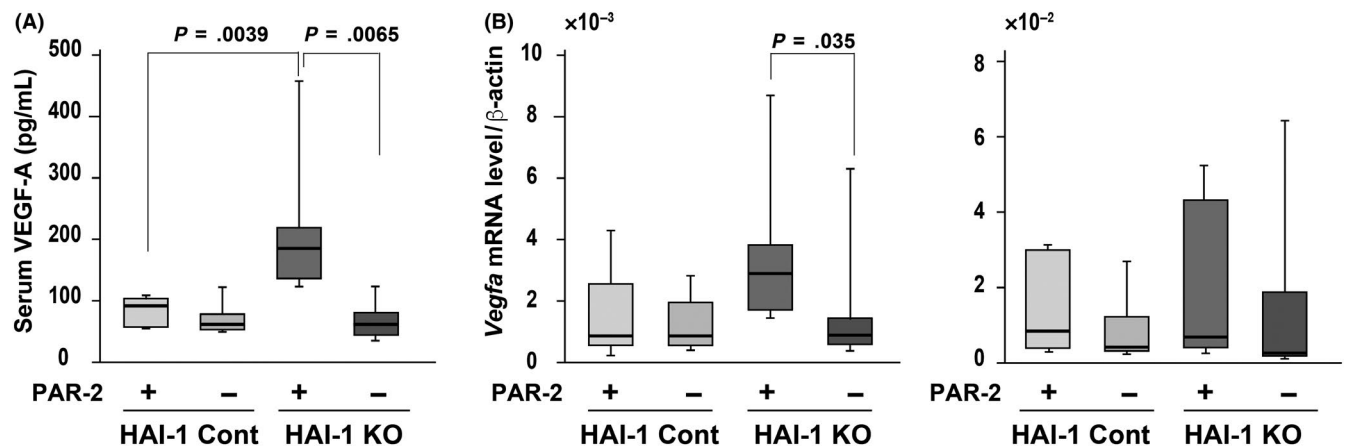 (A)
P = .0039
P = .0065
Serum VEGF-A (pg/mL)
500
400
300
200
100
0
PAR-2
+
−
+
−
HAI-1 Cont
HAI-1 KO
(B)
×10⁻³
P = .035
Vegfa mRNA level/β-actin
10
8
6
4
2
0
PAR-2
+
−
+
−
HAI-1 Cont
HAI-1 KO
×10⁻²
8
6
4
2
0
+
−
+
−
HAI-1 Cont
HAI-1 KO